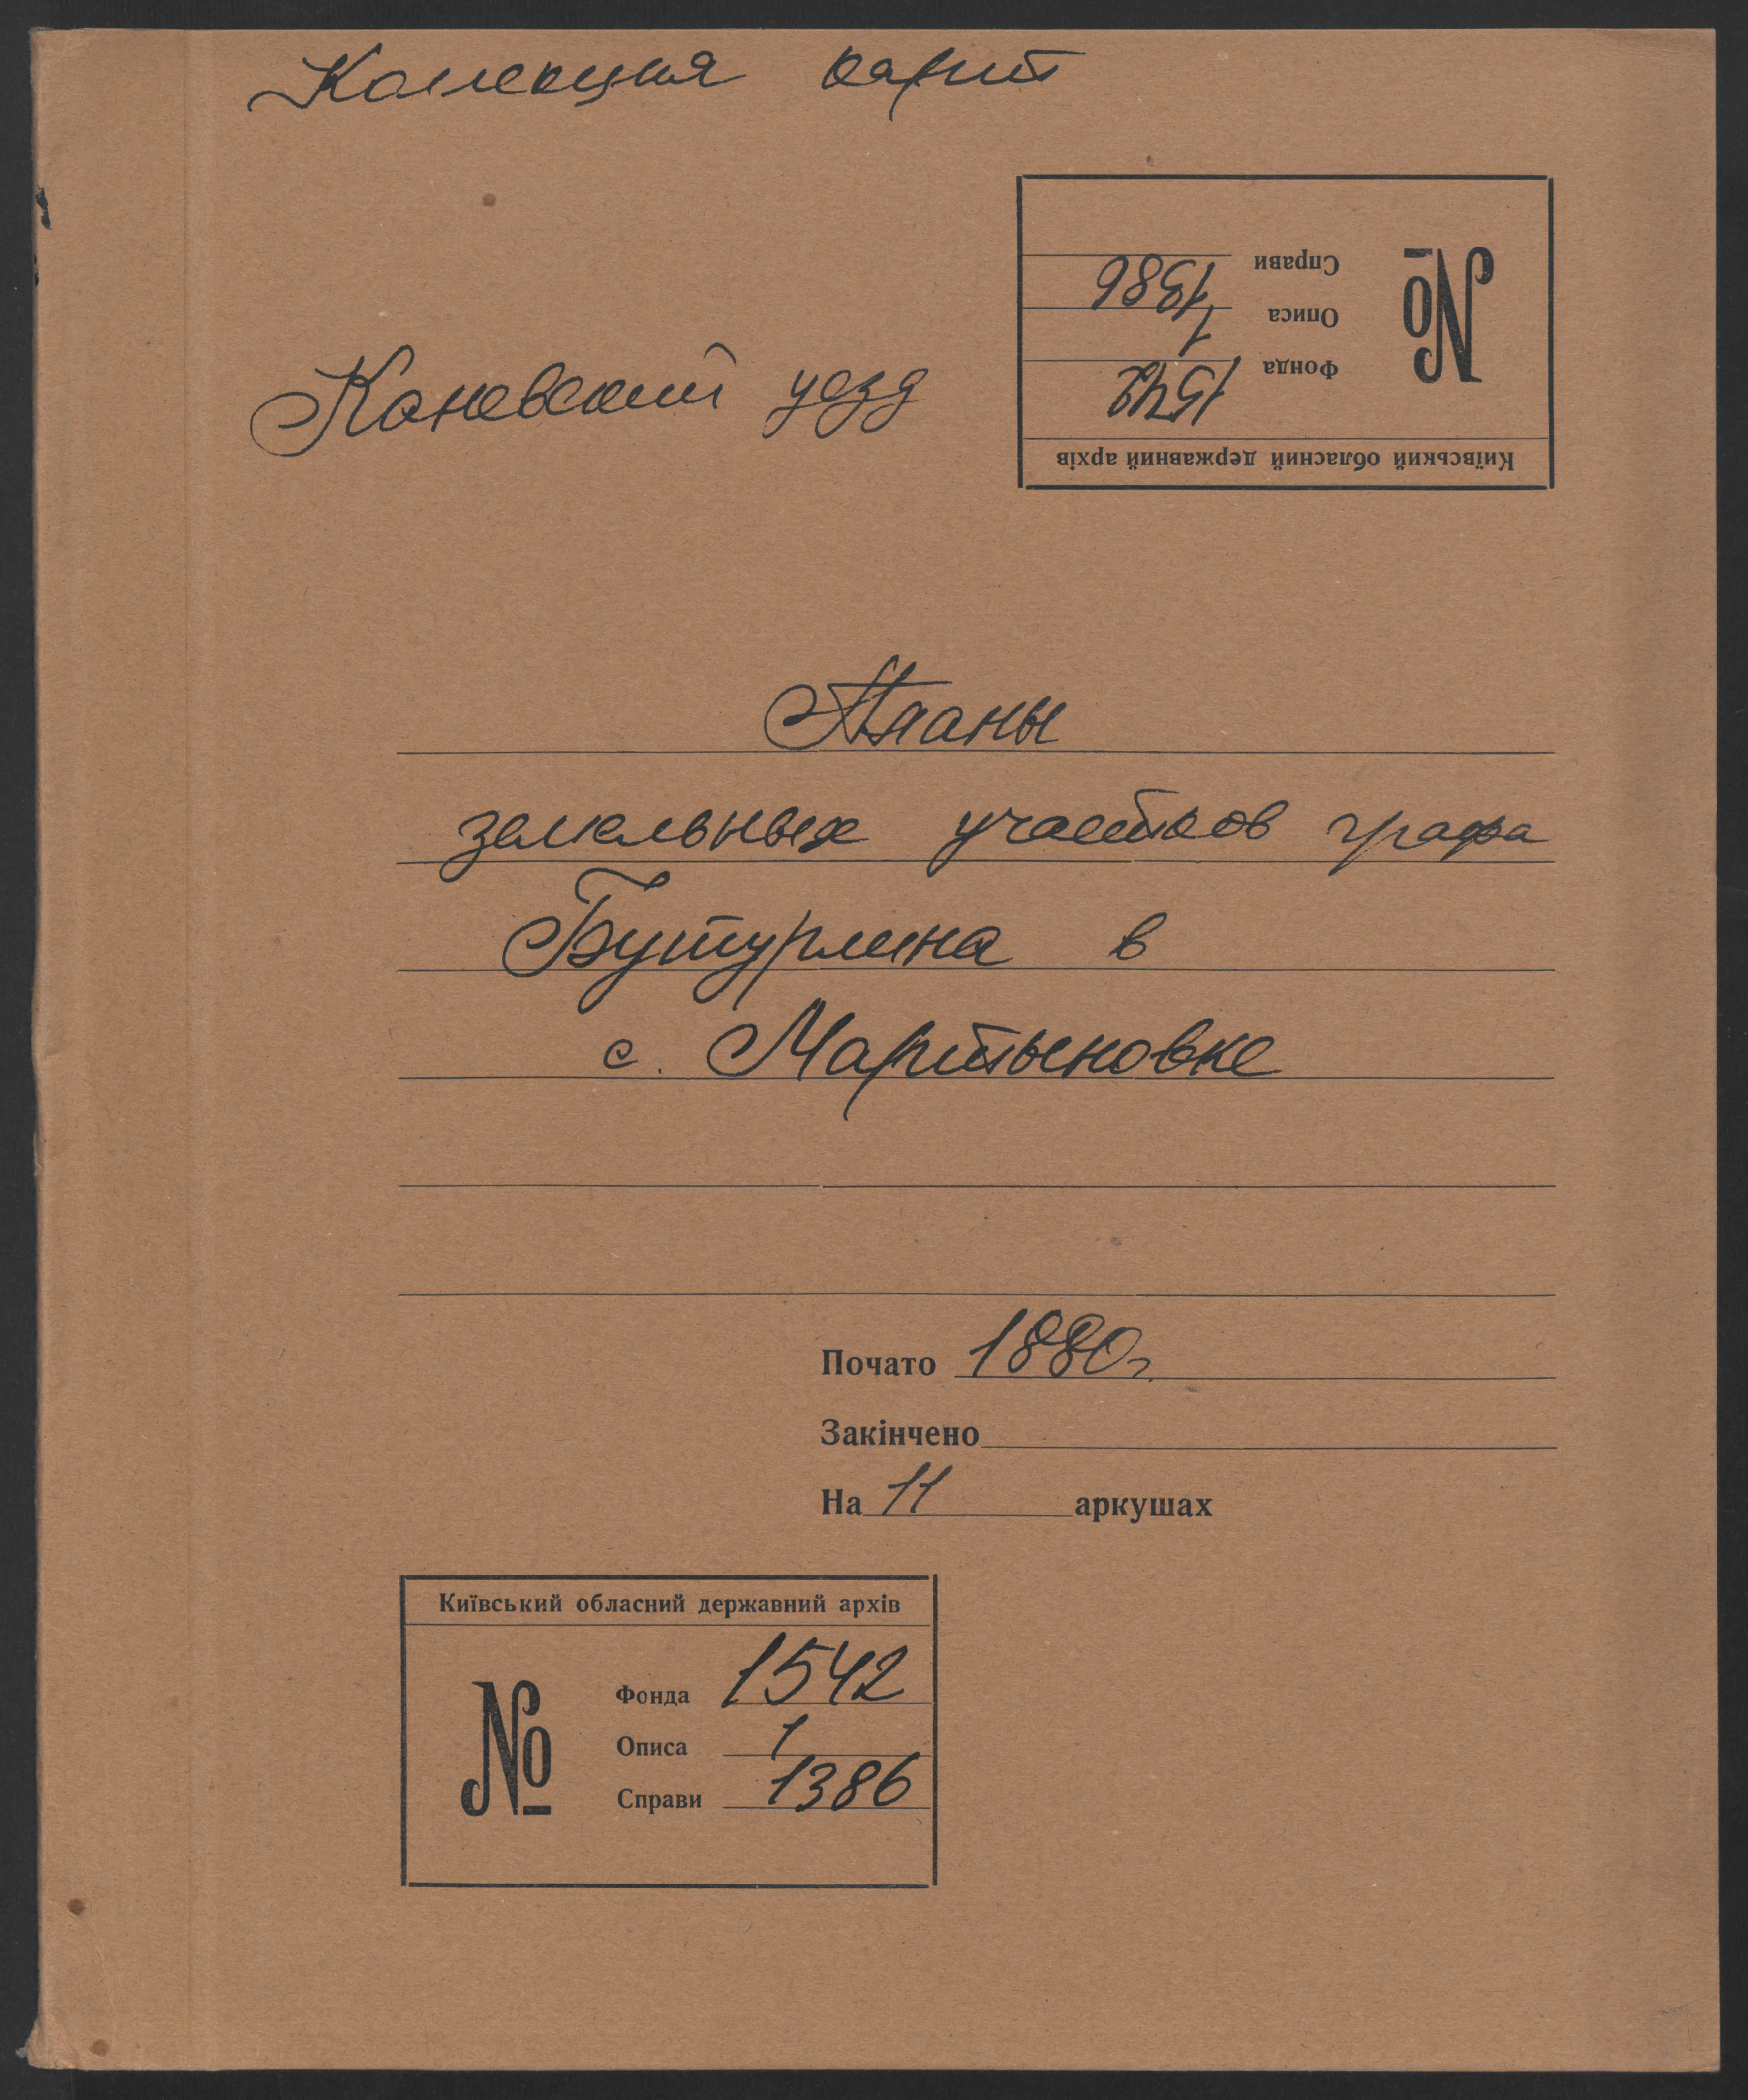 Коллекция карт
Справи 1386
Описа 1
Фонда 1542
№
Київський обласний державний архів
Каневский уезд
Планы
земельных участков графа
Бутурлина в
с. Мартыновке
Почато 1880г.
Закінчено
На 11 аркушах
Київський обласний державний архів
№
Фонда 1542
Описа 1
Справи 1386